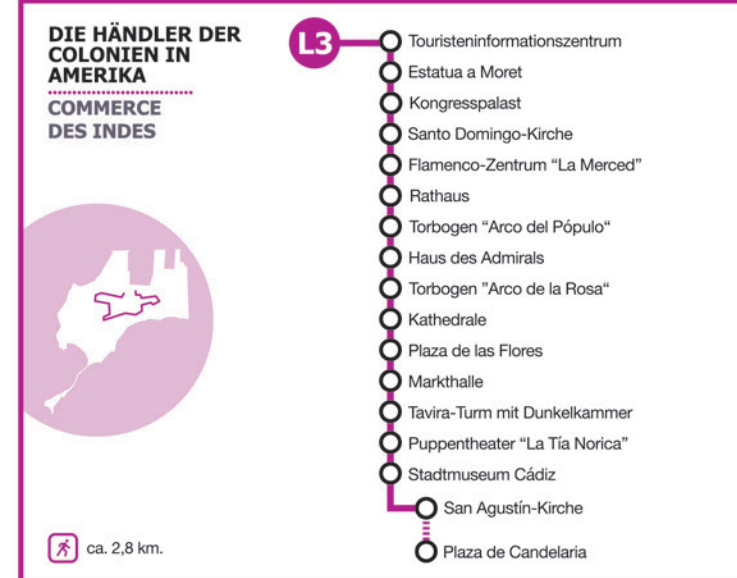 DIE HÄNDLER DER
COLONIEN IN
AMERIKA
COMMERCE
DES INDES
L3
Touristeninformationszentrum
Estatua a Moret
Kongresspalast
Santo Domingo-Kirche
Flamenco-Zentrum “La Merced”
Rathaus
Torbogen “Arco del Pópulo“
Haus des Admirals
Torbogen ”Arco de la Rosa“
Kathedrale
Plaza de las Flores
Markthalle
Tavira-Turm mit Dunkelkammer
Puppentheater “La Tía Norica”
Stadtmuseum Cádiz
San Agustín-Kirche
Plaza de Candelaria
ca. 2,8 km.